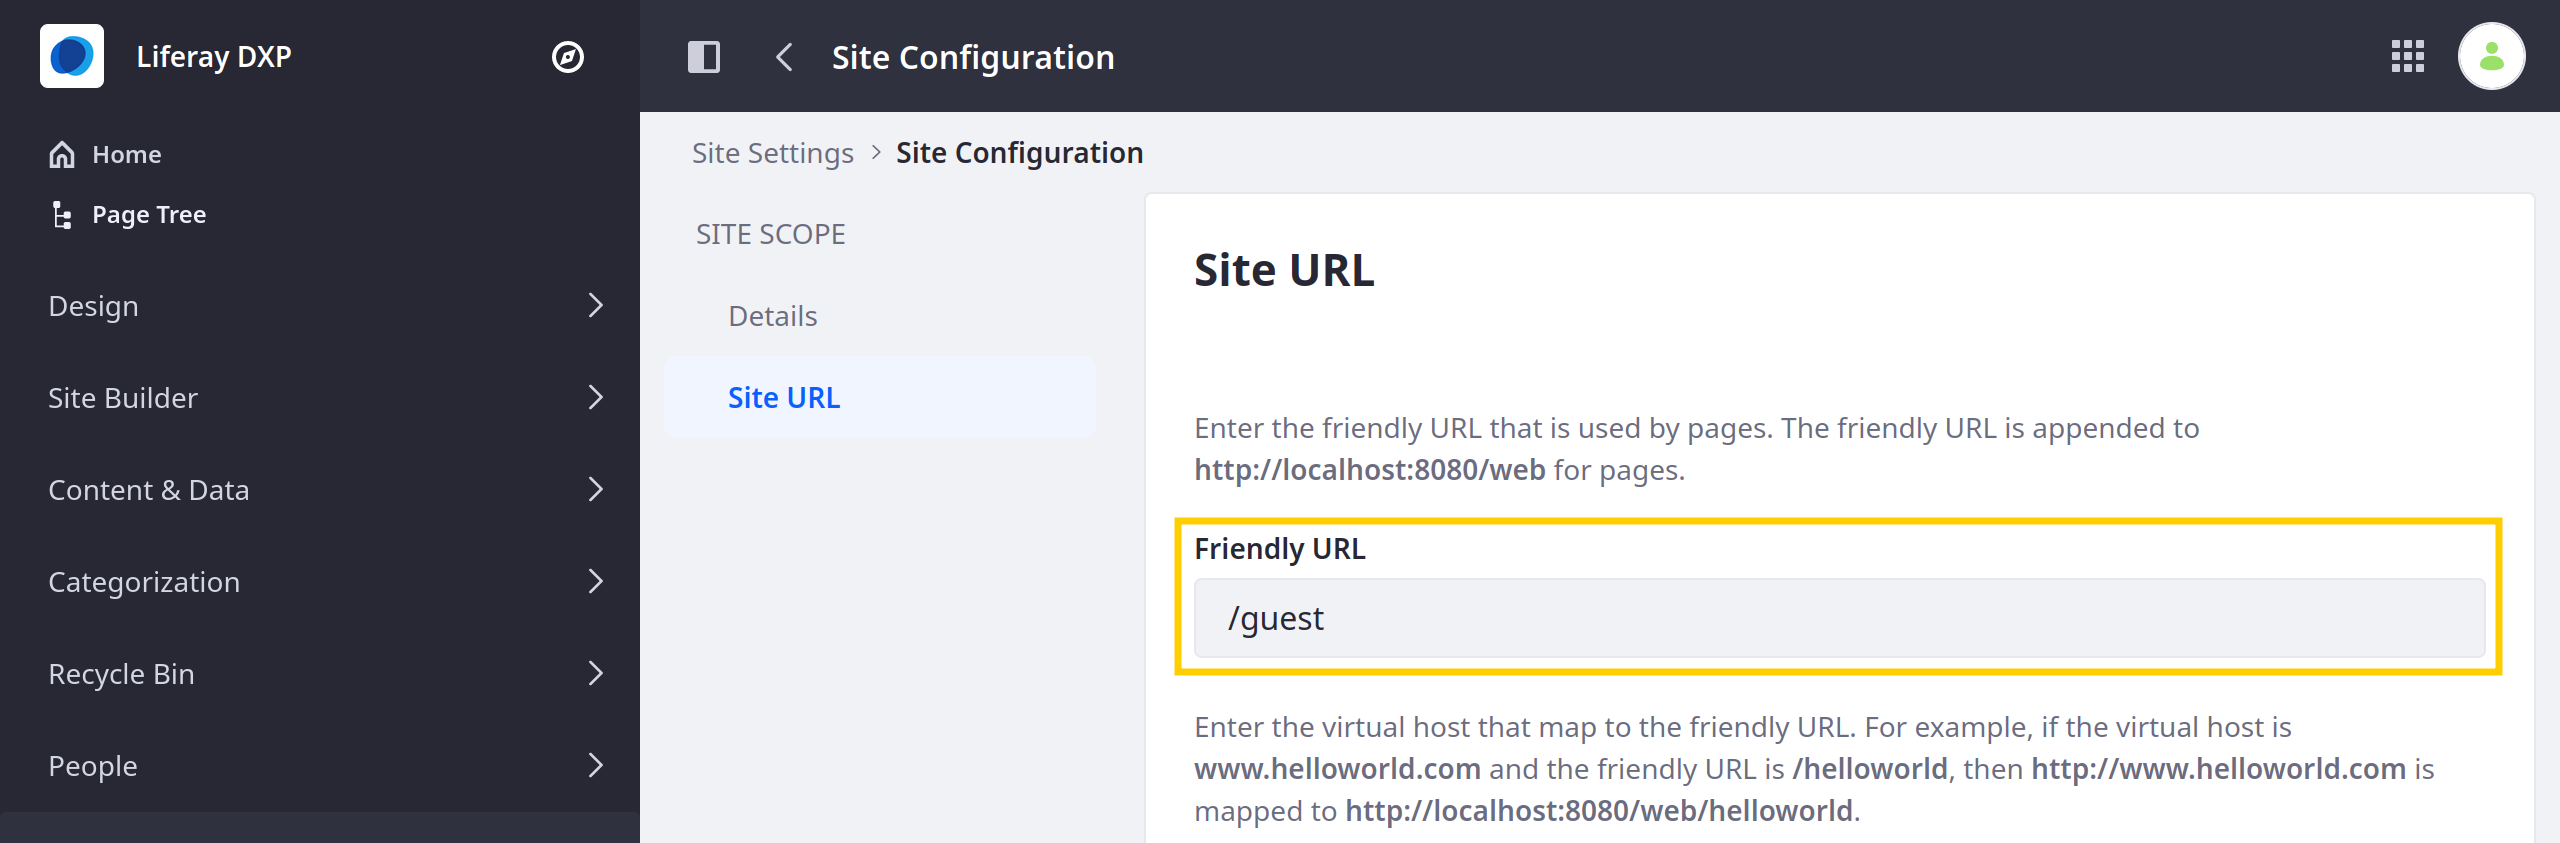 Liferay DXP
Home
Page Tree
Design
Site Builder
Content & Data
Categorization
Recycle Bin
People
Site Configuration
Site Settings > Site Configuration
SITE SCOPE
Details
Site URL
Site URL
Enter the friendly URL that is used by pages. The friendly URL is appended to
http://localhost:8080/web for pages.
Friendly URL
/guest
Enter the virtual host that map to the friendly URL. For example, if the virtual host is
www.helloworld.com and the friendly URL is /helloworld, then http://www.helloworld.com is
mapped to http://localhost:8080/web/helloworld.